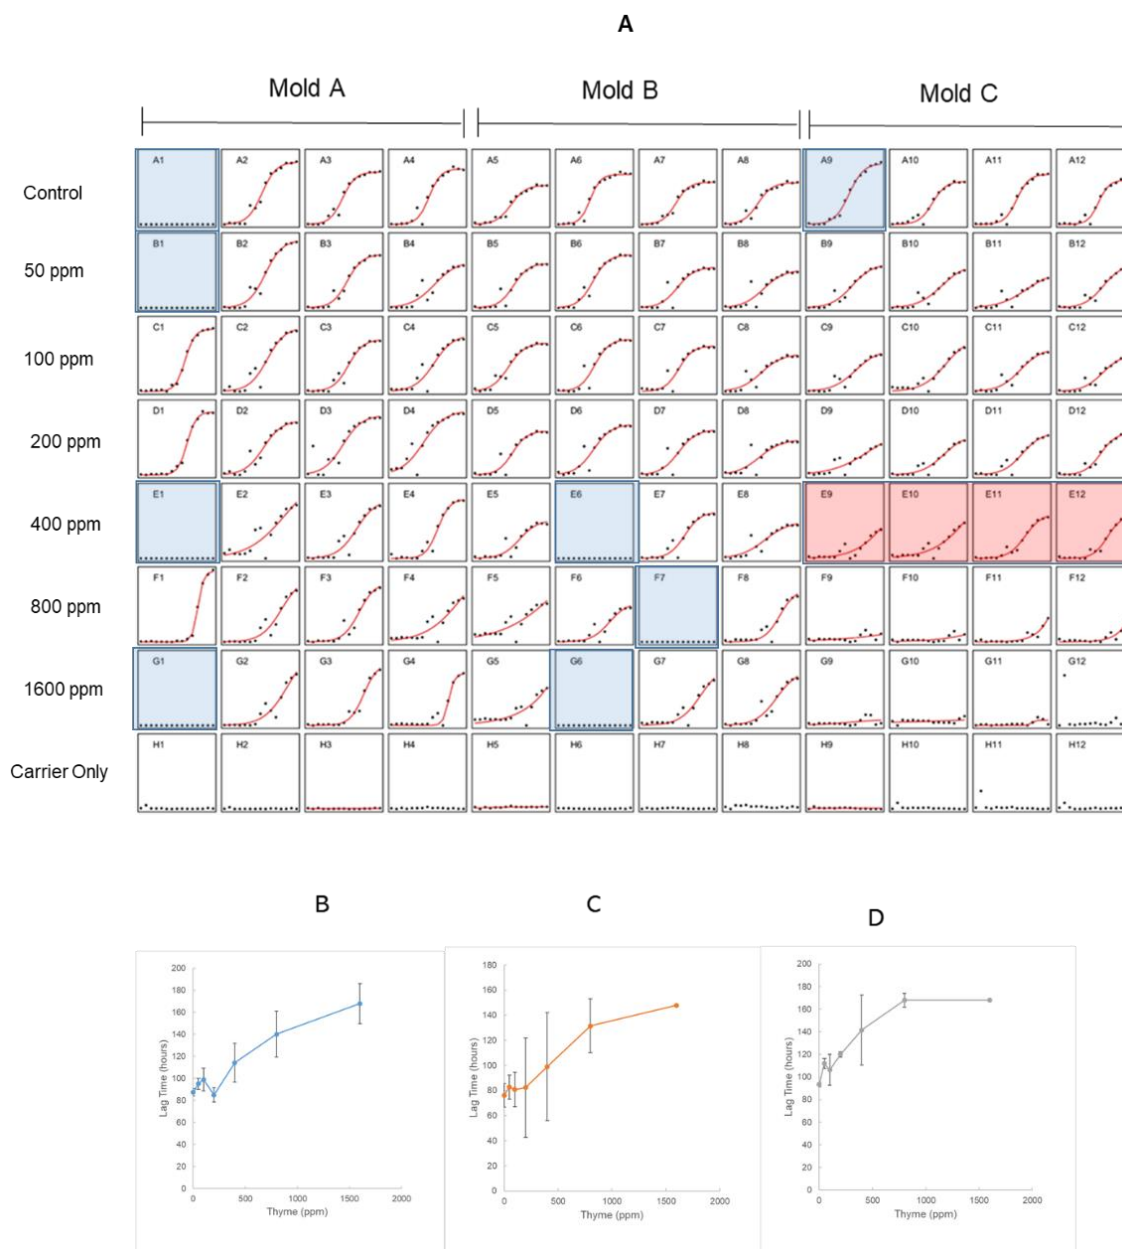 A
Mold A Mold B Mold C
Control A1 A2 A3 A4 A5 A6 A7 A8 A9 A10 A11 A12
50 ppm B1 B2 B3 B4 B5 B6 B7 B8 B9 B10 B11 B12
100 ppm C1 C2 C3 C4 C5 C6 C7 C8 C9 C10 C11 C12
200 ppm D1 D2 D3 D4 D5 D6 D7 D8 D9 D10 D11 D12
400 ppm E1 E2 E3 E4 E5 E6 E7 E8 E9 E10 E11 E12
800 ppm F1 F2 F3 F4 F5 F6 F7 F8 F9 F10 F11 F12
1600 ppm G1 G2 G3 G4 G5 G6 G7 G8 G9 G10 G11 G12
Carrier Only H1 H2 H3 H4 H5 H6 H7 H8 H9 H10 H11 H12
B
200
180
160
140
120
100
80
60
40
20
0
Lag Time (hours)
0 500 1000 1500 2000
Thyme (ppm)
C
180
160
140
120
100
80
60
40
20
0
Lag Time (hours)
0 500 1000 1500 2000
Thyme (ppm)
D
200
180
160
140
120
100
80
60
40
20
0
Lag Time (hours)
0 500 1000 1500 2000
Thyme (ppm)